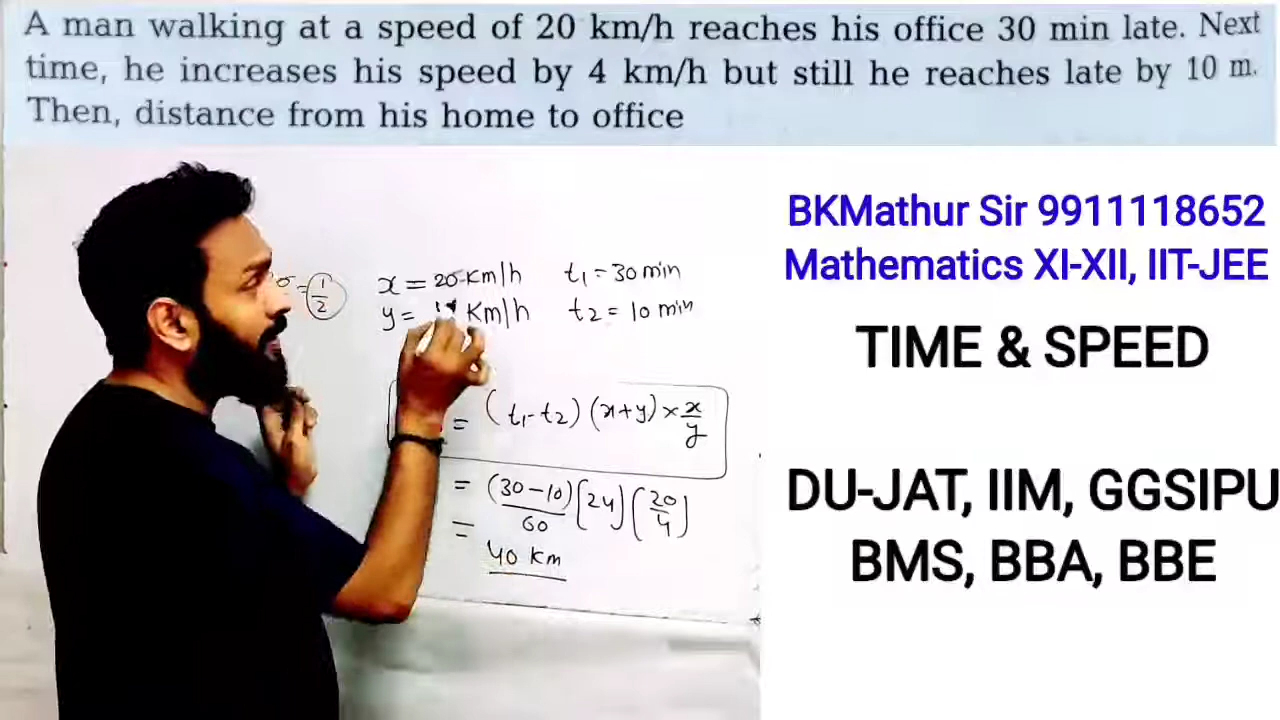 A man walking at a speed of 20 km/h reaches his office 30 min late. Next
time, he increases his speed by 4 km/h but still he reaches late by 10 m.
Then, distance from his home to office
BKMathur Sir 9911118652
Mathematics XI-XII, IIT-JEE
TIME & SPEED
DU-JAT, IIM, GGSIPU
BMS, BBA, BBE
= 1/2
x = 20 Km/h t₁ = 30 min
y = Km/h t₂ = 10 min
= (t₁-t₂) (x+y) × x/y
= (30-10)/60 [24] (20/4)
= 40 Km